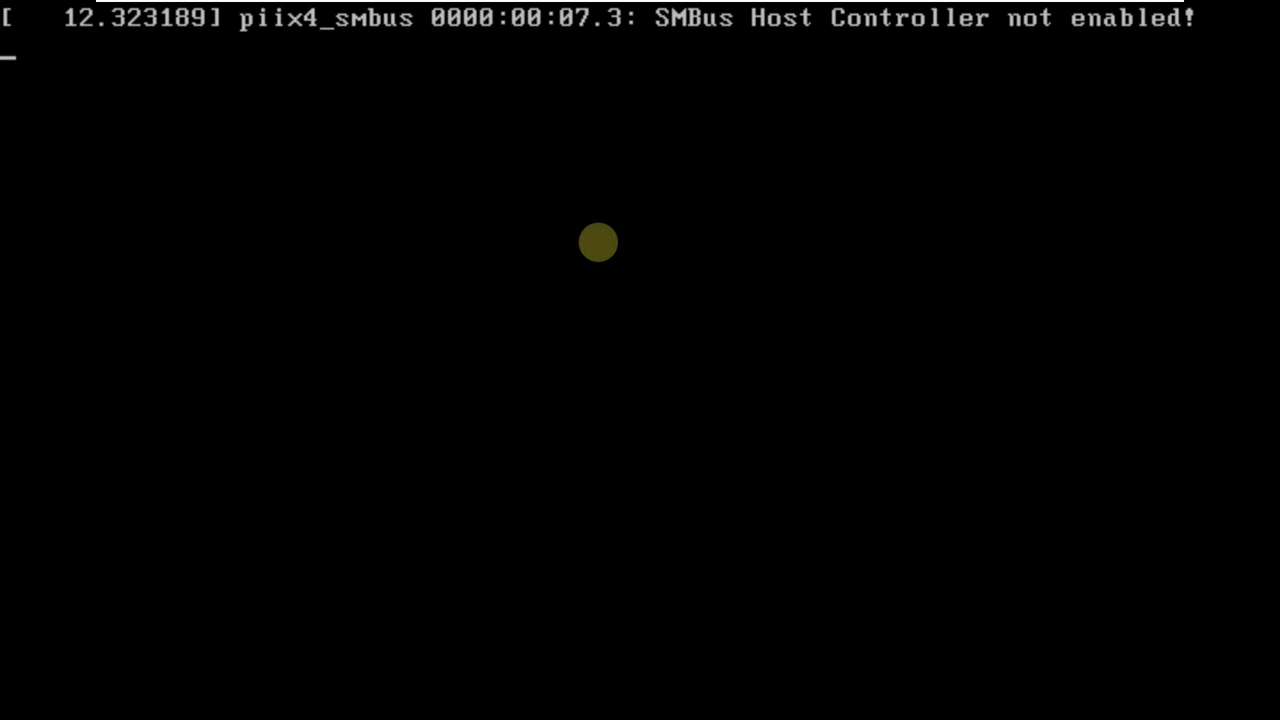 [   12.323189] piix4_smbus 0000:00:07.3: SMBus Host Controller not enabled!